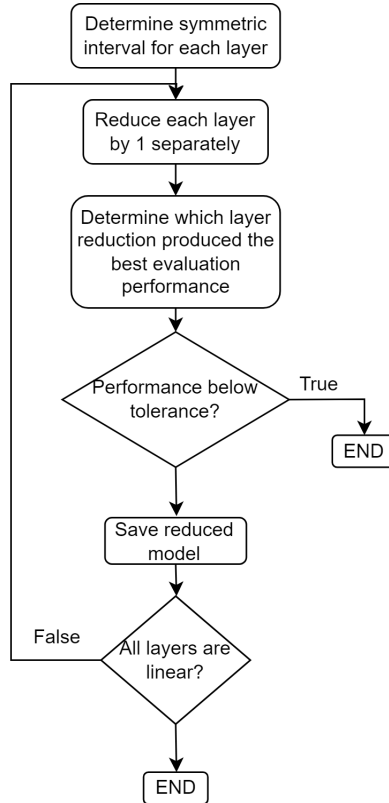 Determine symmetric
interval for each layer
Reduce each layer
by 1 separately
Determine which layer
reduction produced the
best evaluation
performance
Performance below
tolerance?
True
END
Save reduced
model
False
All layers are
linear?
END